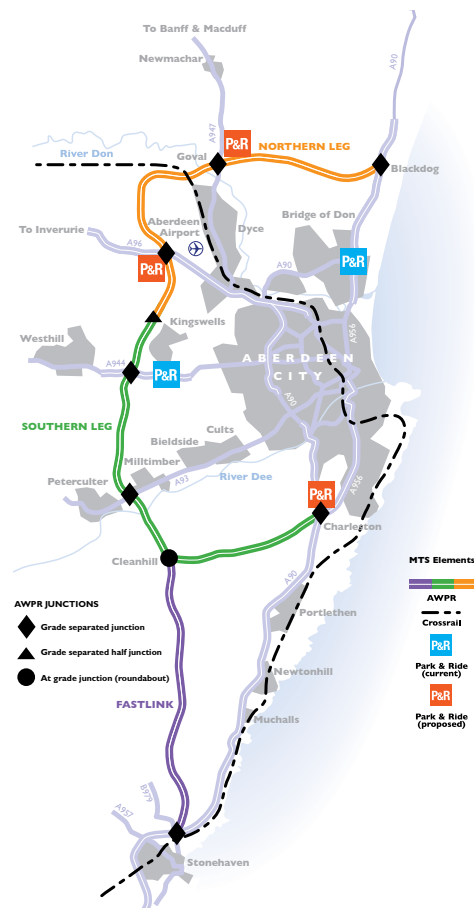 To Banff & Macduff
Newmachar
A90
A947
P&R
NORTHERN LEG
River Don
Goval
Blackdog
Aberdeen
Airport
Dyce
Bridge of Don
To Inverurie
A96
A90
P&R
P&R
Kingswells
A956
Westhill
A944
P&R
ABERDEEN
CITY
A90
SOUTHERN LEG
Cults
Bieldside
Milltimber
River Dee
Peterculter
A93
A956
P&R
Charleston
Cleanhill
A90
MTS Elements
AWPR
Crossrail
P&R
Park & Ride
(current)
P&R
Park & Ride
(proposed)
AWPR JUNCTIONS
Grade separated junction
Grade separated half junction
At grade junction (roundabout)
Portlethen
Newtonhill
FASTLINK
Muchalls
B979
A957
Stonehaven